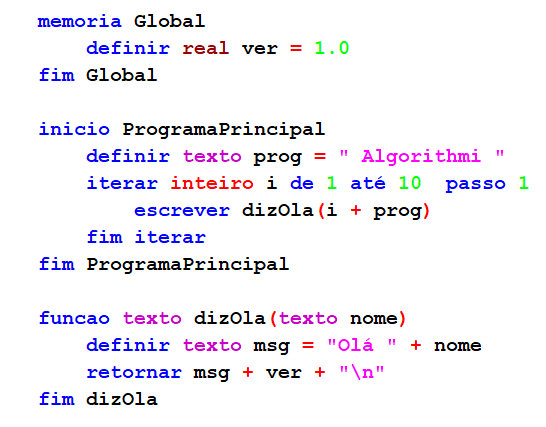 memoria Global
    definir real ver = 1.0
fim Global

inicio ProgramaPrincipal
    definir texto prog = " Algorithmi "
    iterar inteiro i de 1 até 10  passo 1
        escrever dizOla(i + prog)
    fim iterar
fim ProgramaPrincipal

funcao texto dizOla(texto nome)
    definir texto msg = "Olá " + nome
    retornar msg + ver + "\n"
fim dizOla